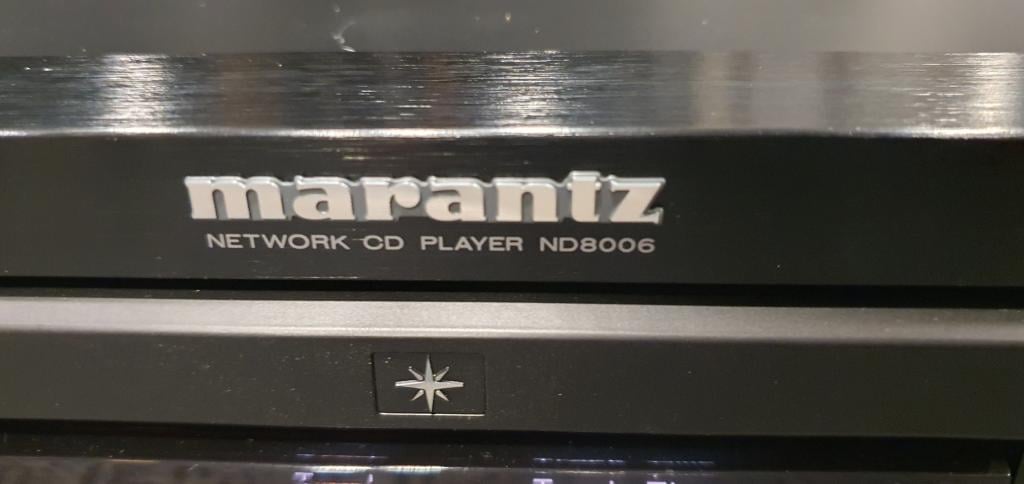 marantz
NETWORK CD PLAYER ND8006